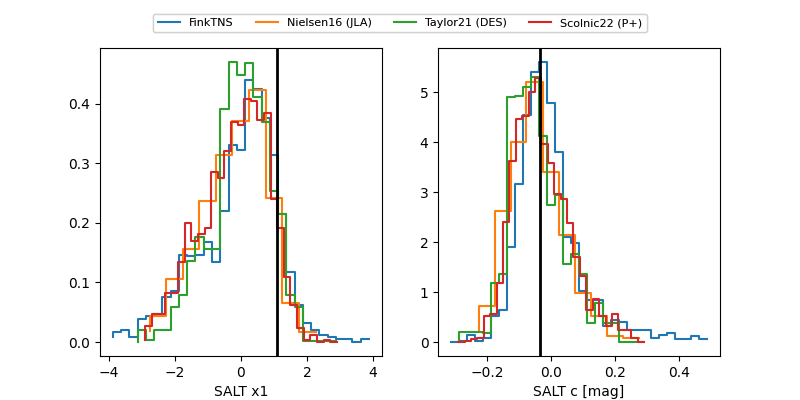 FinkTNS Nielsen16 (JLA) Taylor21 (DES) Scolnic22 (P+)
0.4
0.3
0.2
0.1
0.0
−4 −2 0 2 4
SALT x1
5
4
3
2
1
0
−0.2 0.0 0.2 0.4
SALT c [mag]